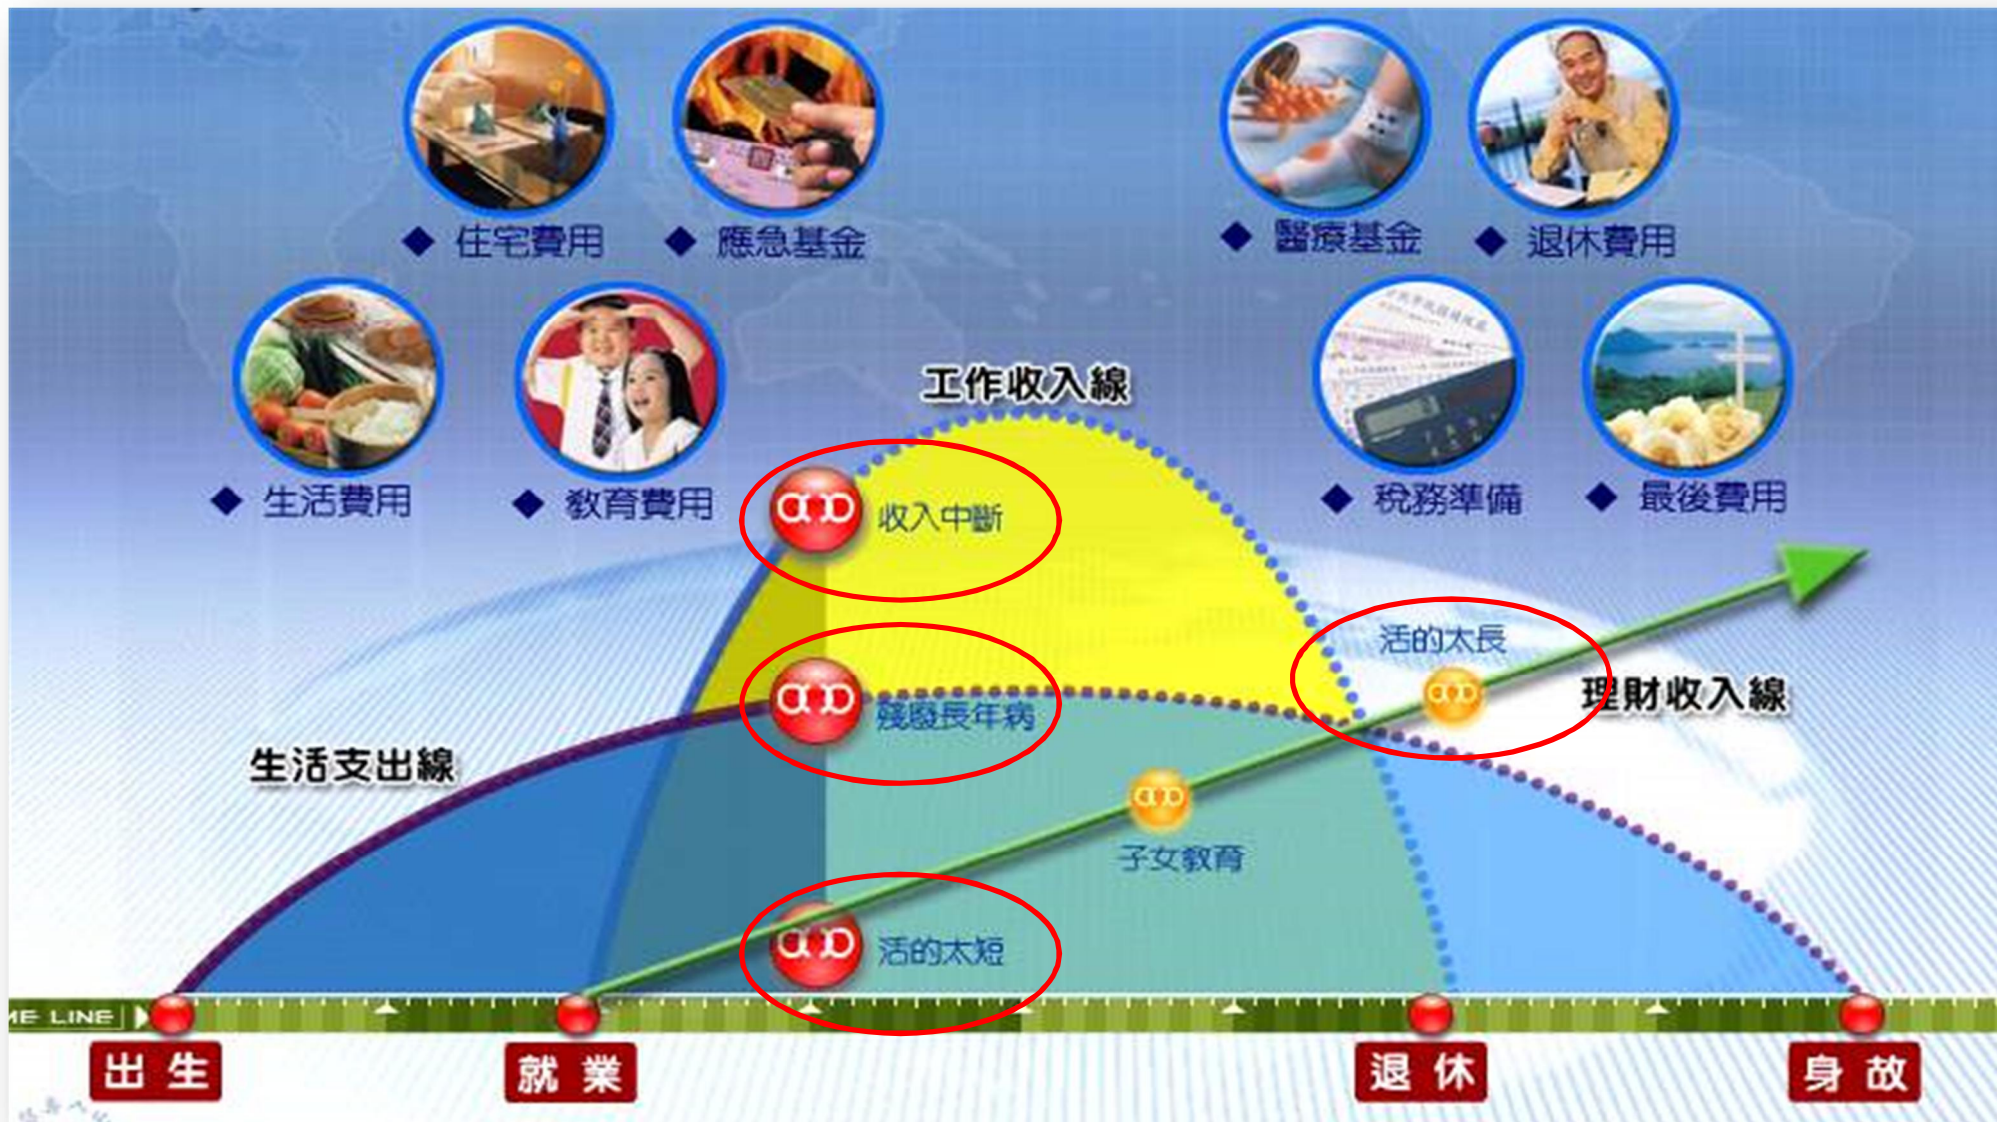 ◆ 住宅費用
◆ 應急基金
◆ 醫療基金
◆ 退休費用
◆ 生活費用
◆ 教育費用
◆ 稅務準備
◆ 最後費用
工作收入線
收入中斷
活的太長
理財收入線
殘廢長年病
生活支出線
子女教育
活的太短
ME LINE
出生
就業
退休
身故